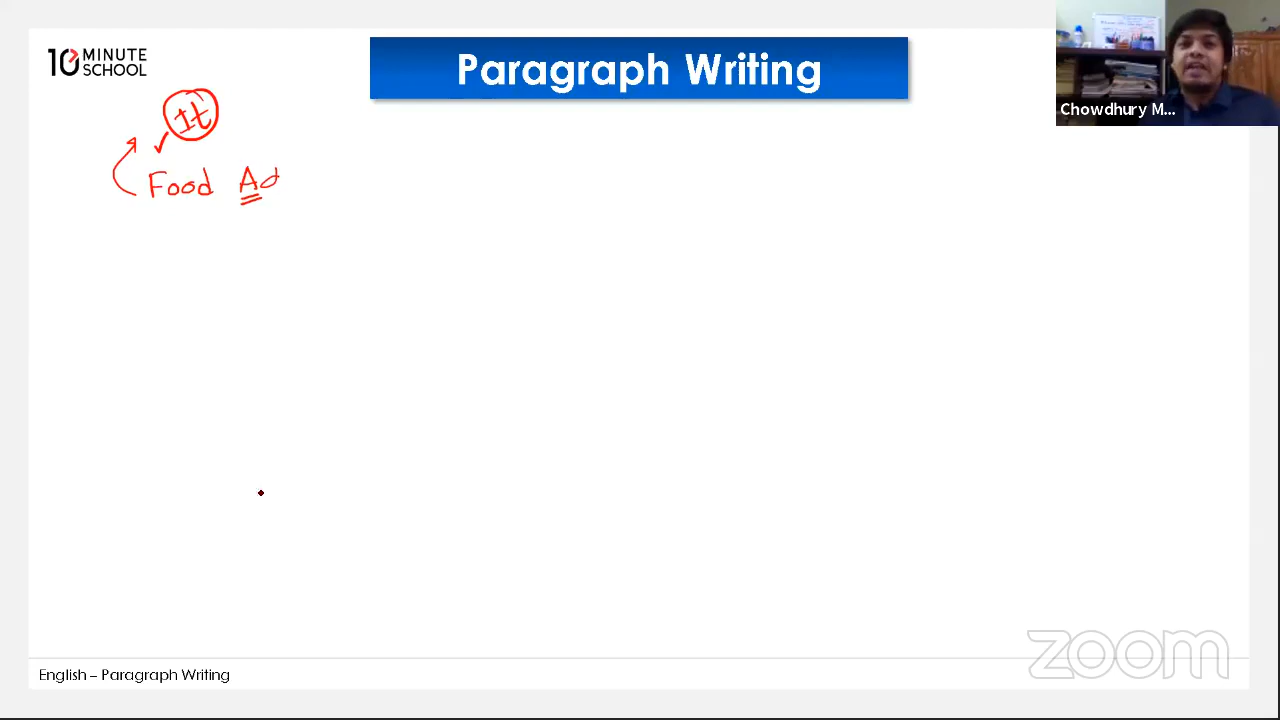 10 MINUTE
SCHOOL
Paragraph Writing
Chowdhury M...
It
Food Ad
English – Paragraph Writing
zoom